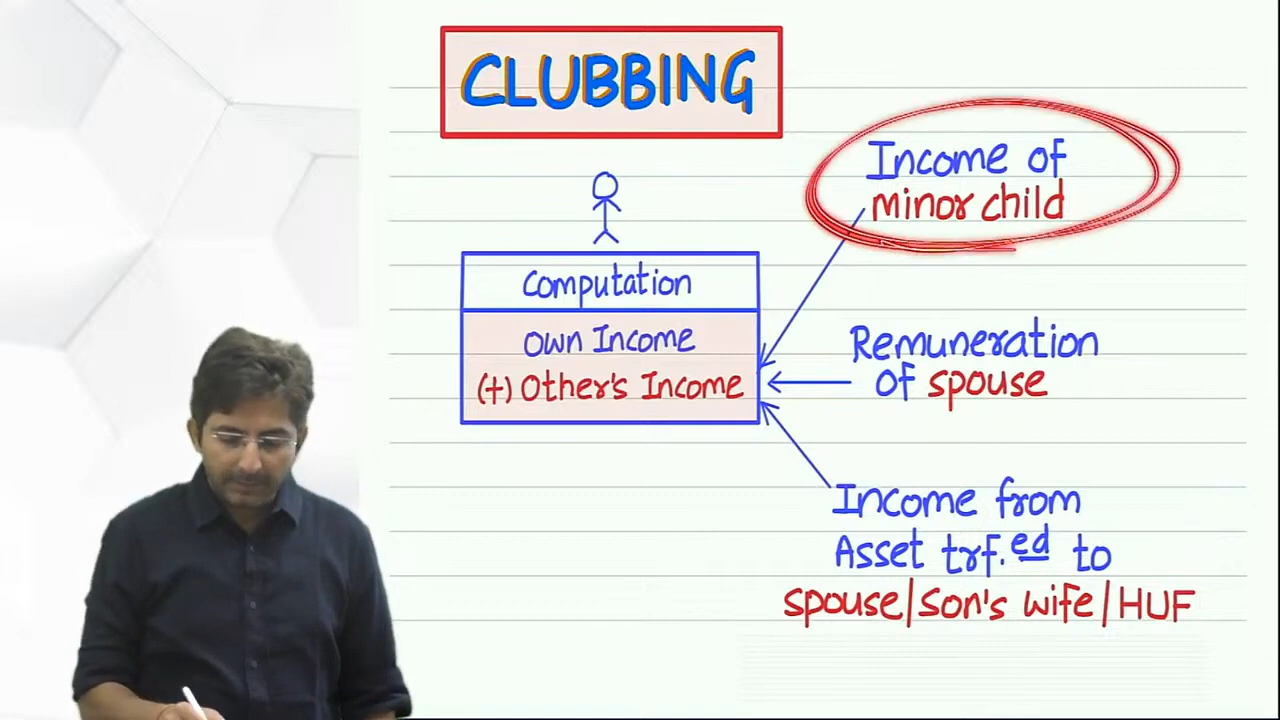 CLUBBING
Income of
minor child
Computation
Own Income
(+) Other's Income
Remuneration
of spouse
Income from
Asset trf.ed to
spouse/Son's wife/HUF